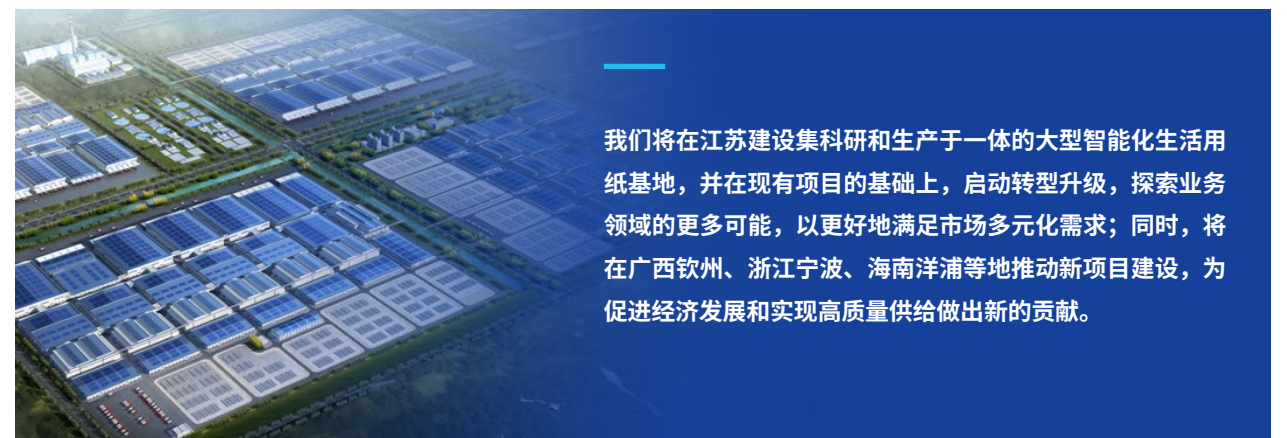 我们将在江苏建设集科研和生产于一体的大型智能化生活用
纸基地，并在现有项目的基础上，启动转型升级，探索业务
领域的更多可能，以更好地满足市场多元化需求；同时，将
在广西钦州、浙江宁波、海南洋浦等地推动新项目建设，为
促进经济发展和实现高质量供给做出新的贡献。